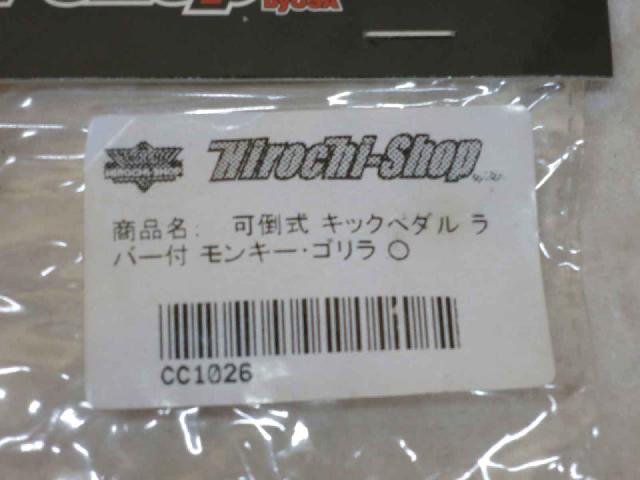 byUSA
Hirochi-Shop
商品名: 可倒式 キックペダル ラ
バー付 モンキー・ゴリラ ○
CC1026